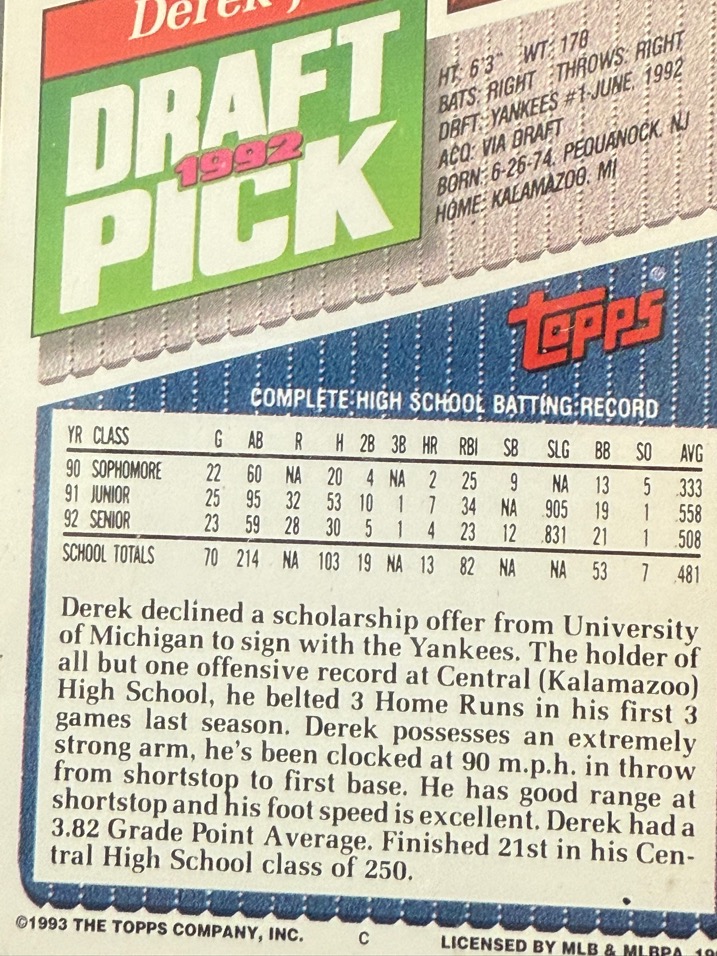 Derek J
DRAFT
1992
PICK
HT: 6'3" WT: 178
BATS: RIGHT THROWS: RIGHT
DRFT: YANKEES #1-JUNE, 1992
ACQ: VIA DRAFT
BORN: 6-26-74, PEQUANOCK, NJ
HOME: KALAMAZOO, MI
Topps®
COMPLETE HIGH SCHOOL BATTING RECORD
YR CLASS G AB R H 2B 3B HR RBI SB SLG BB SO AVG
90 SOPHOMORE 22 60 NA 20 4 NA 2 25 9 NA 13 5 .333
91 JUNIOR 25 95 32 53 10 1 7 34 NA .905 19 1 .558
92 SENIOR 23 59 28 30 5 1 4 23 12 .831 21 1 .508
SCHOOL TOTALS 70 214 NA 103 19 NA 13 82 NA NA 53 7 .481
Derek declined a scholarship offer from University
of Michigan to sign with the Yankees. The holder of
all but one offensive record at Central (Kalamazoo)
High School, he belted 3 Home Runs in his first 3
games last season. Derek possesses an extremely
strong arm, he's been clocked at 90 m.p.h. in throw
from shortstop to first base. He has good range at
shortstop and his foot speed is excellent. Derek had a
3.82 Grade Point Average. Finished 21st in his Cen-
tral High School class of 250.
©1993 THE TOPPS COMPANY, INC. C LICENSED BY MLB & MLBPA, 19